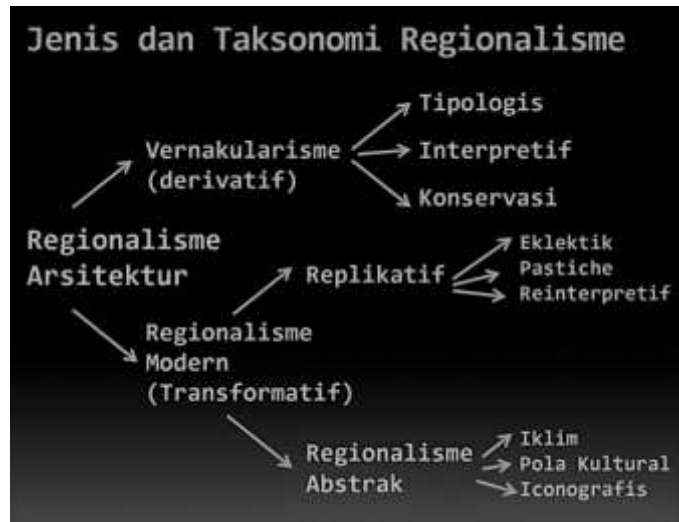 Jenis dan Taksonomi Regionalisme
Tipologis
Vernakularisme
(derivatif)
Interpretif
Konservasi
Regionalisme
Arsitektur
Replikatif
Eklektik
Pastiche
Reinterpretif
Regionalisme
Modern
(Transformatif)
Regionalisme
Abstrak
Iklim
Pola Kultural
Iconografis